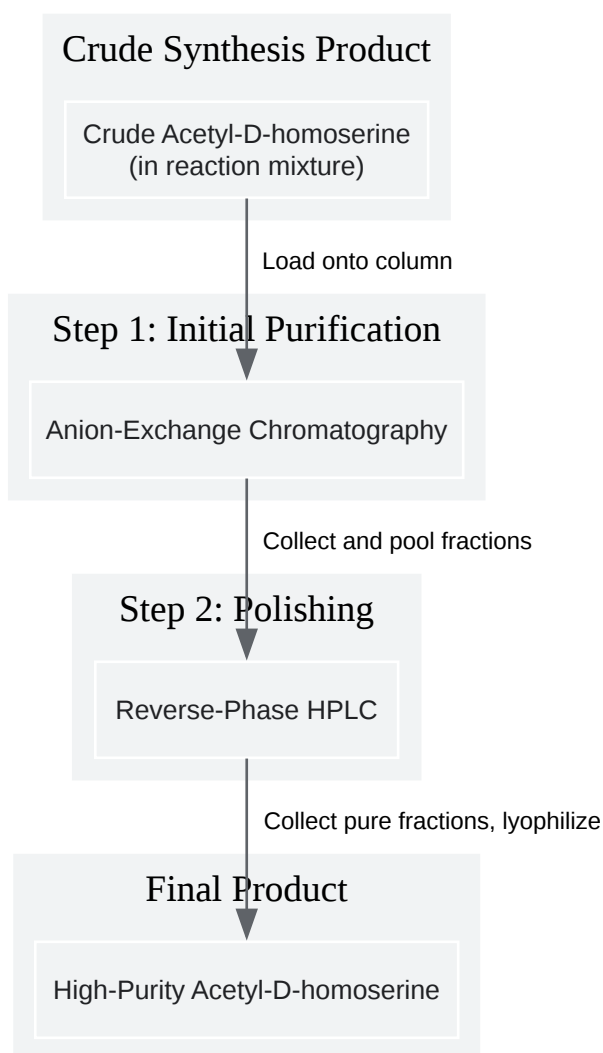 Crude Synthesis Product
Crude Acetyl-D-homoserine
(in reaction mixture)
Load onto column
Step 1: Initial Purification
Anion-Exchange Chromatography
Collect and pool fractions
Step 2: Polishing
Reverse-Phase HPLC
Collect pure fractions, lyophilize
Final Product
High-Purity Acetyl-D-homoserine